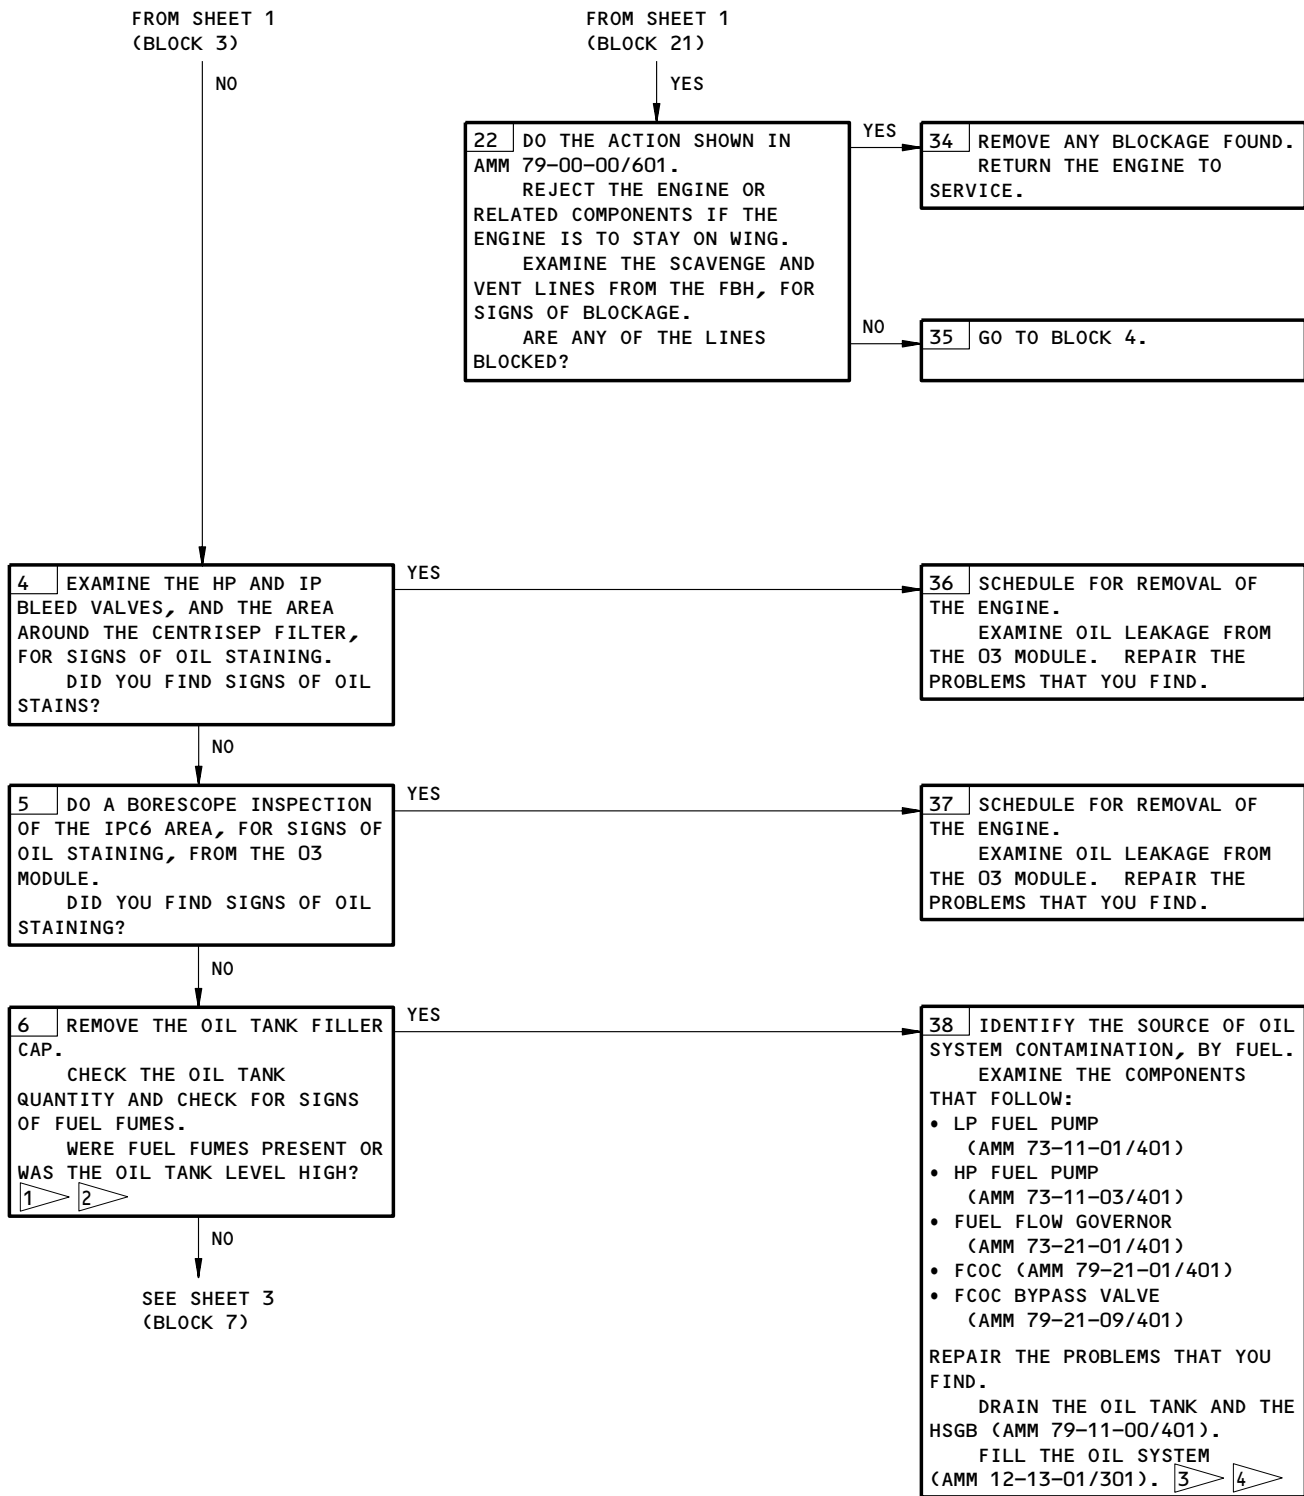 FROM SHEET 1
(BLOCK 3)
NO
FROM SHEET 1
(BLOCK 21)
YES
22 DO THE ACTION SHOWN IN
AMM 79-00-00/601.
REJECT THE ENGINE OR
RELATED COMPONENTS IF THE
ENGINE IS TO STAY ON WING.
EXAMINE THE SCAVENGE AND
VENT LINES FROM THE FBH, FOR
SIGNS OF BLOCKAGE.
ARE ANY OF THE LINES
BLOCKED?
YES
34 REMOVE ANY BLOCKAGE FOUND.
RETURN THE ENGINE TO
SERVICE.
NO
35 GO TO BLOCK 4.
4 EXAMINE THE HP AND IP
BLEED VALVES, AND THE AREA
AROUND THE CENTRISEP FILTER,
FOR SIGNS OF OIL STAINING.
DID YOU FIND SIGNS OF OIL
STAINS?
YES
36 SCHEDULE FOR REMOVAL OF
THE ENGINE.
EXAMINE OIL LEAKAGE FROM
THE 03 MODULE. REPAIR THE
PROBLEMS THAT YOU FIND.
NO
5 DO A BORESCOPE INSPECTION
OF THE IPC6 AREA, FOR SIGNS OF
OIL STAINING, FROM THE 03
MODULE.
DID YOU FIND SIGNS OF OIL
STAINING?
YES
37 SCHEDULE FOR REMOVAL OF
THE ENGINE.
EXAMINE OIL LEAKAGE FROM
THE 03 MODULE. REPAIR THE
PROBLEMS THAT YOU FIND.
NO
6 REMOVE THE OIL TANK FILLER
CAP.
CHECK THE OIL TANK
QUANTITY AND CHECK FOR SIGNS
OF FUEL FUMES.
WERE FUEL FUMES PRESENT OR
WAS THE OIL TANK LEVEL HIGH?
1 2
YES
38 IDENTIFY THE SOURCE OF OIL
SYSTEM CONTAMINATION, BY FUEL.
EXAMINE THE COMPONENTS
THAT FOLLOW:
• LP FUEL PUMP
(AMM 73-11-01/401)
• HP FUEL PUMP
(AMM 73-11-03/401)
• FUEL FLOW GOVERNOR
(AMM 73-21-01/401)
• FCOC (AMM 79-21-01/401)
• FCOC BYPASS VALVE
(AMM 79-21-09/401)
REPAIR THE PROBLEMS THAT YOU
FIND.
DRAIN THE OIL TANK AND THE
HSGB (AMM 79-11-00/401).
FILL THE OIL SYSTEM
(AMM 12-13-01/301). 3 4
NO
SEE SHEET 3
(BLOCK 7)